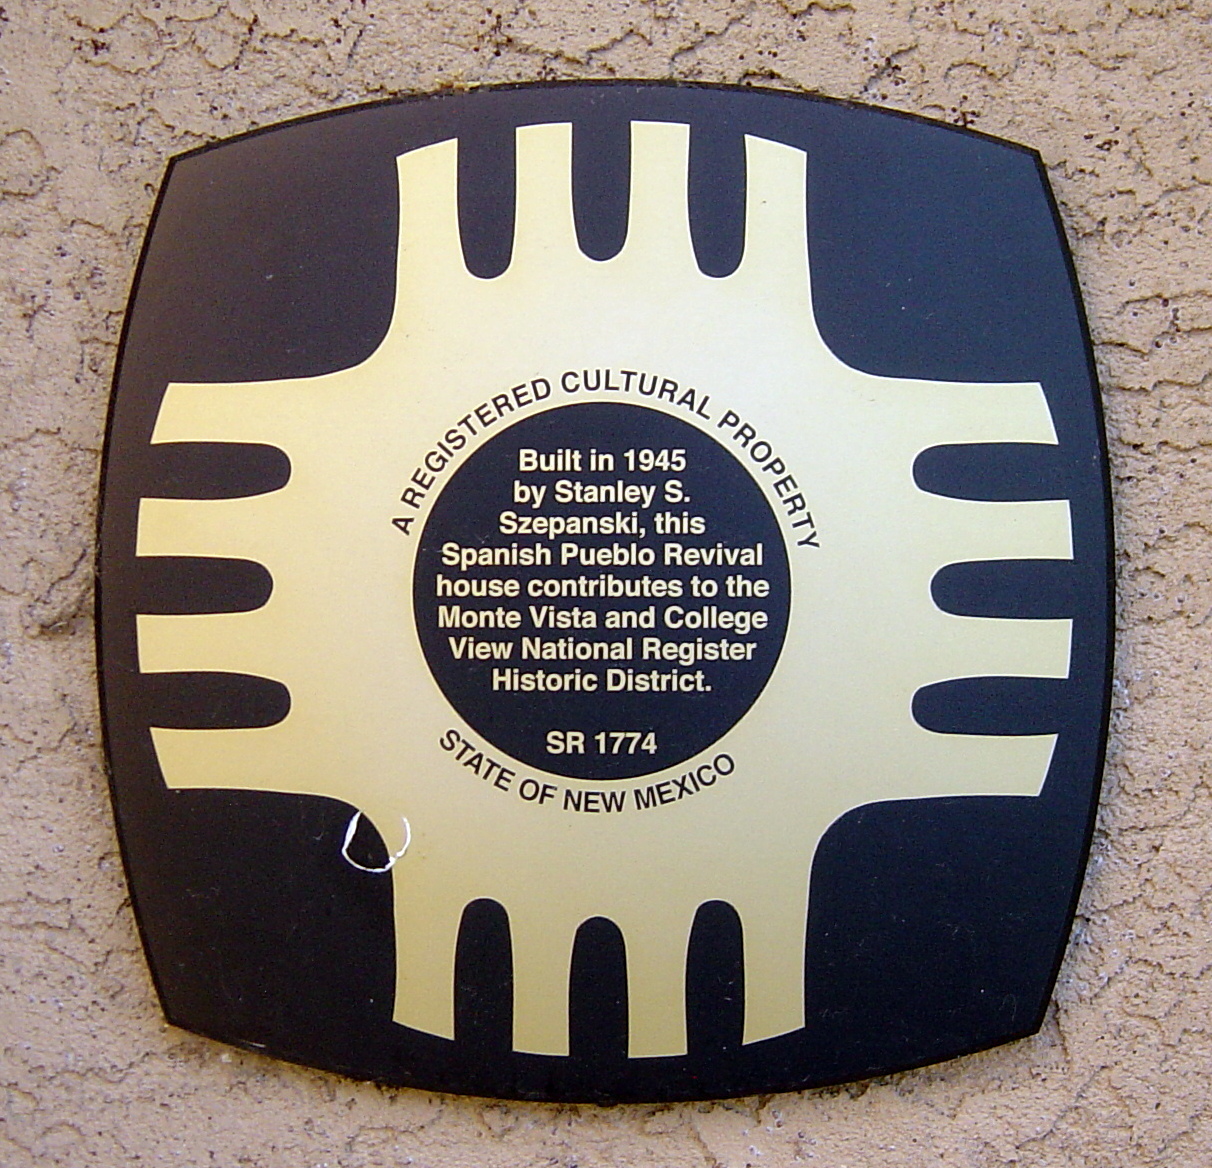 A REGISTERED CULTURAL PROPERTY
Built in 1945
by Stanley S.
Szepanski, this
Spanish Pueblo Revival
house contributes to the
Monte Vista and College
View National Register
Historic District.
SR 1774
STATE OF NEW MEXICO